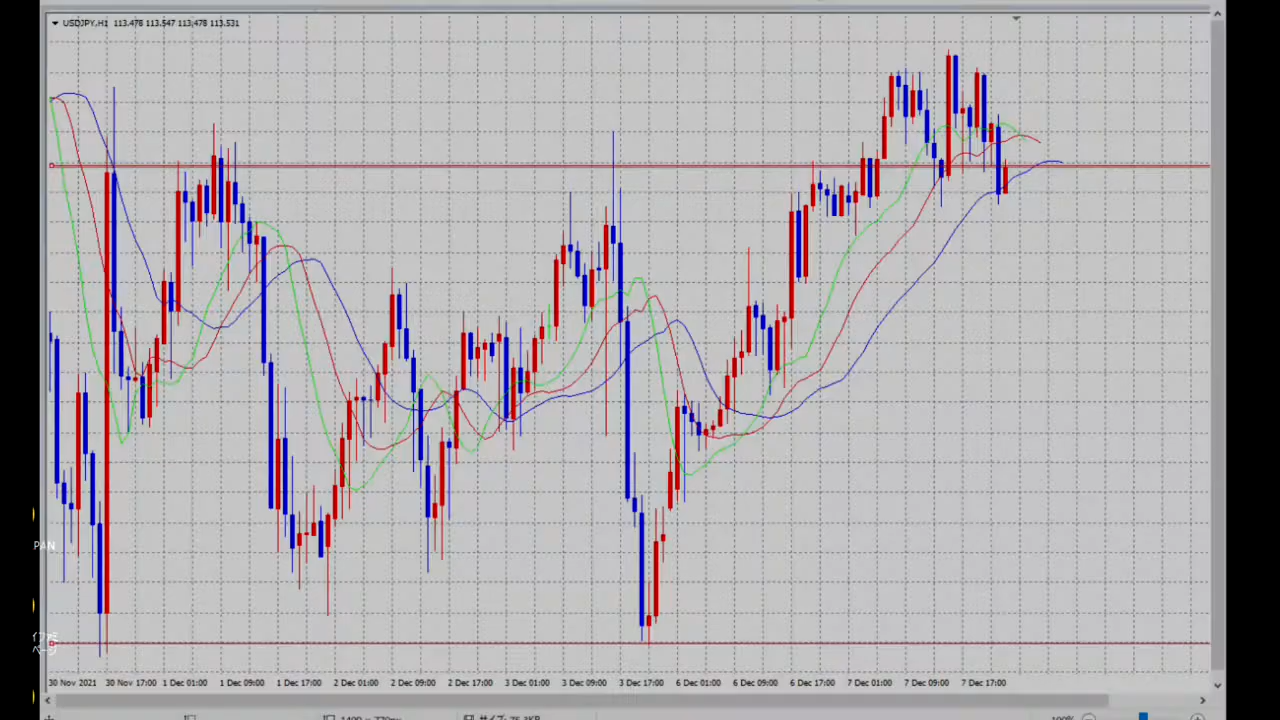 USDJPY,H1 113.478 113.547 113.478 113.531
PAN
ページ
30 Nov 2021 30 Nov 17:00 1 Dec 01:00 1 Dec 09:00 1 Dec 17:00 2 Dec 01:00 2 Dec 09:00 2 Dec 17:00 3 Dec 01:00 3 Dec 09:00 3 Dec 17:00 6 Dec 01:00 6 Dec 09:00 6 Dec 17:00 7 Dec 01:00 7 Dec 09:00 7 Dec 17:00